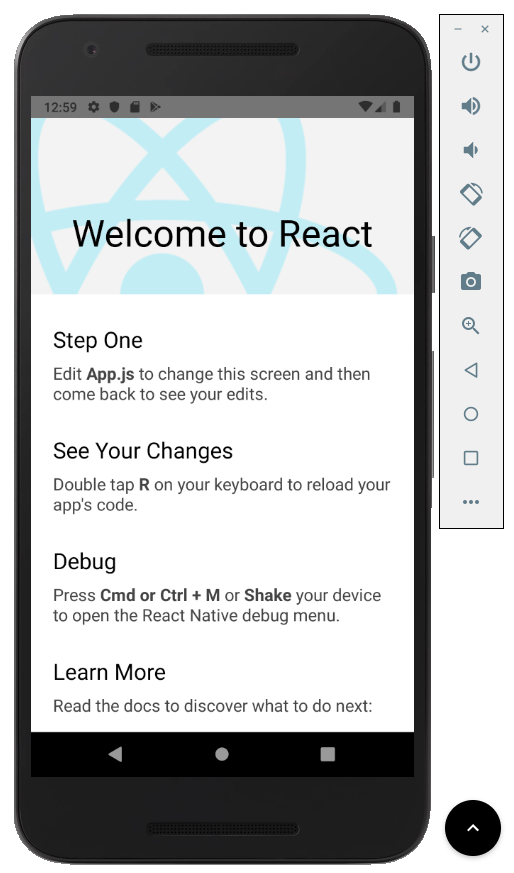 12:59
Welcome to React
Step One
Edit App.js to change this screen and then
come back to see your edits.
See Your Changes
Double tap R on your keyboard to reload your
app's code.
Debug
Press Cmd or Ctrl + M or Shake your device
to open the React Native debug menu.
Learn More
Read the docs to discover what to do next: